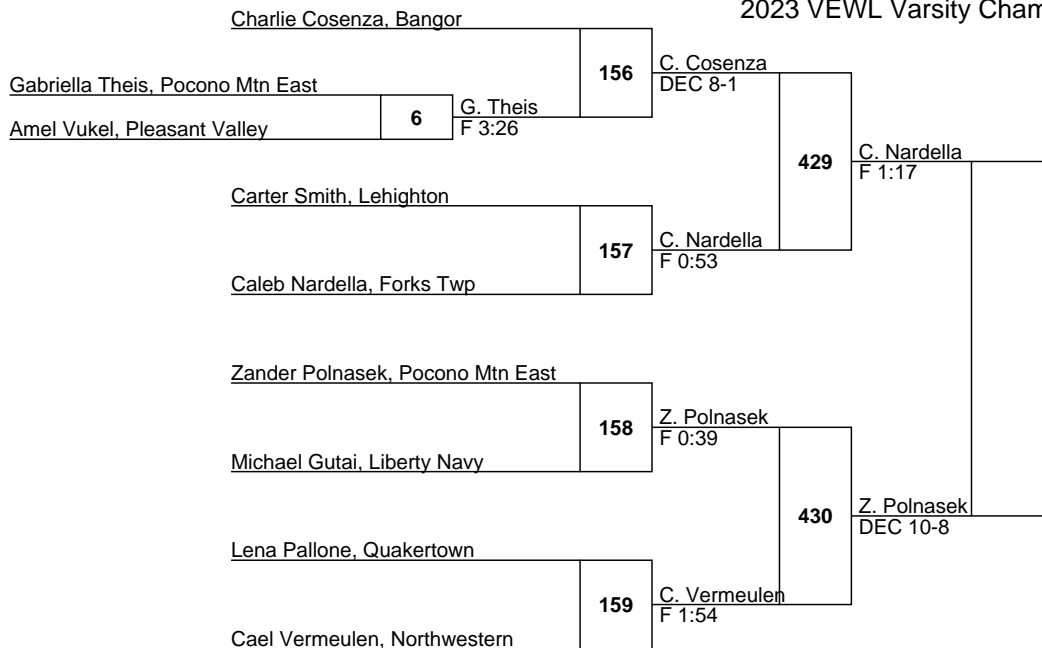 2023 VEWL Varsity Cham
Charlie Cosenza, Bangor
156
C. Cosenza
DEC 8-1
Gabriella Theis, Pocono Mtn East
6
G. Theis
F 3:26
Amel Vukel, Pleasant Valley
429
C. Nardella
F 1:17
Carter Smith, Lehighton
157
C. Nardella
F 0:53
Caleb Nardella, Forks Twp
Zander Polnasek, Pocono Mtn East
158
Z. Polnasek
F 0:39
Michael Gutai, Liberty Navy
430
Z. Polnasek
DEC 10-8
Lena Pallone, Quakertown
159
C. Vermeulen
F 1:54
Cael Vermeulen, Northwestern